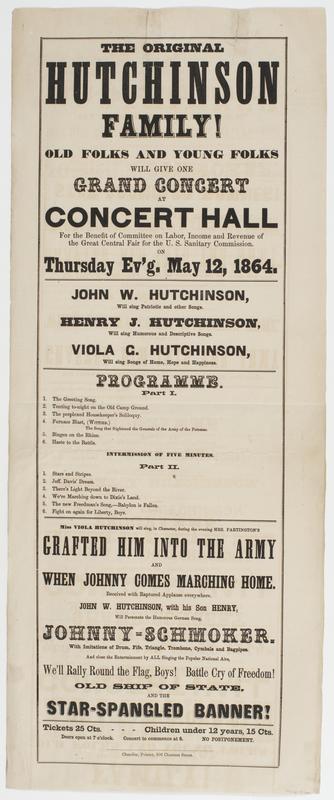 THE ORIGINAL
HUTCHINSON
FAMILY!
OLD FOLKS AND YOUNG FOLKS
WILL GIVE ONE
GRAND CONCERT
AT
CONCERT HALL
For the Benefit of Committee on Labor, Income and Revenue of
the Great Central Fair for the U. S. Sanitary Commission.
ON
Thursday Ev'g. May 12, 1864.
JOHN W. HUTCHINSON,
Will sing Patriotic and other Songs.
HENRY J. HUTCHINSON,
Will sing Humorous and Descriptive Songs.
VIOLA G. HUTCHINSON,
Will sing Songs of Home, Hope and Happiness.
PROGRAMME.
Part I.
1. The Greeting Song.
2. Tenting to-night on the Old Camp Ground.
3. The perplexed Housekeeper's Soliloquy.
4. Furnace Blast, (WHITTIER.)
The Song that frightened the Generals of the Army of the Potomac.
5. Bingen on the Rhine.
6. Haste to the Battle.
INTERMISSION OF FIVE MINUTES.
Part II.
1. Stars and Stripes.
2. Jeff. Davis' Dream.
3. There's Light Beyond the River.
4. We're Marching down to Dixie's Land.
5. The new Freedman's Song,—Babylon is Fallen.
6. Fight on again for Liberty, Boys.
Miss VIOLA HUTCHINSON will sing, in Character, during the evening MRS. PARTINGTON'S
GRAFTED HIM INTO THE ARMY
AND
WHEN JOHNNY COMES MARCHING HOME.
Received with Raptured Applause everywhere.
JOHN W. HUTCHINSON, with his Son HENRY,
Will Personate the Humorous German Song,
JOHNNY-SCHMOKER.
With Imitations of Drum, Fife, Triangle, Trombone, Cymbals and Bagpipes.
And close the Entertainment by ALL Singing the Popular National Airs,
We'll Rally Round the Flag, Boys! Battle Cry of Freedom!
OLD SHIP OF STATE,
AND THE
STAR-SPANGLED BANNER!
Tickets 25 Cts. - - - Children under 12 years, 15 Cts.
Doors open at 7 o'clock. Concert to commence at 8. NO POSTPONEMENT.
Chandler, Printer, 306 Chestnut Street.